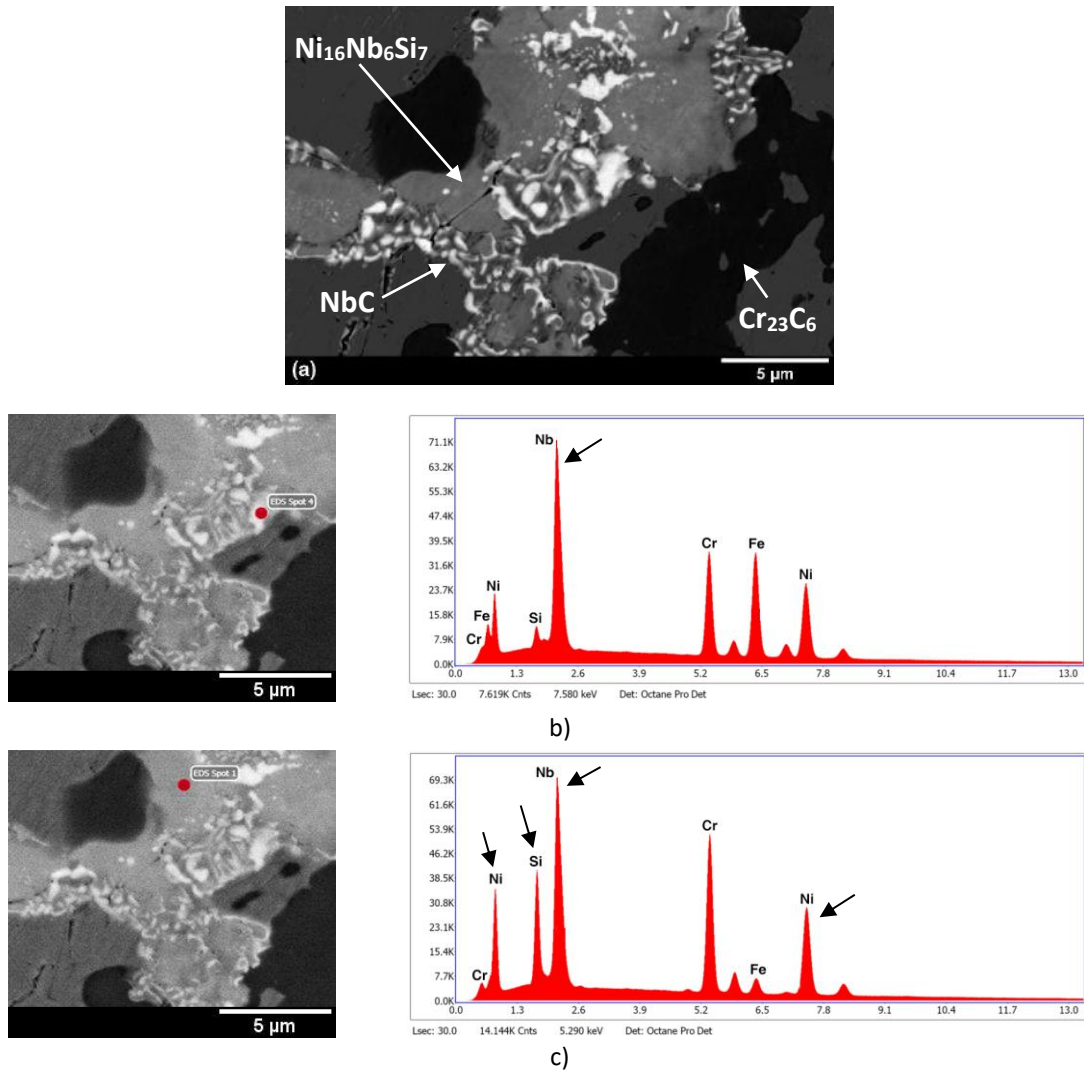 Ni₁₆Nb₆Si₇
NbC
Cr₂₃C₆
(a)
5 µm
EDS Spot 4
5 µm
71.1K
63.2K
55.3K
47.4K
39.5K
31.6K
23.7K
15.8K
7.9K
0.0K
Cr
Fe
Ni
Si
Nb
Cr
Fe
Ni
0.0 1.3 2.6 3.9 5.2 6.5 7.8 9.1 10.4 11.7 13.0
Lsec: 30.0 7.619K Cnts 7.580 keV Det: Octane Pro Det
b)
EDS Spot 1
5 µm
69.3K
61.6K
53.9K
46.2K
38.5K
30.8K
23.1K
15.4K
7.7K
0.0K
Cr
Ni
Si
Nb
Cr
Fe
Ni
0.0 1.3 2.6 3.9 5.2 6.5 7.8 9.1 10.4 11.7 13.0
Lsec: 30.0 14.144K Cnts 5.290 keV Det: Octane Pro Det
c)